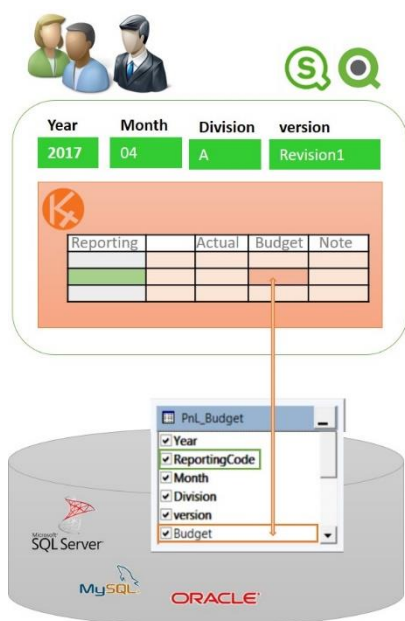 S
Year Month Division version
2017 04 A Revision1
K
Reporting Actual Budget Note
PnL_Budget
Year
ReportingCode
Month
Division
version
Budget
Microsoft
SQL Server
MySQL
ORACLE